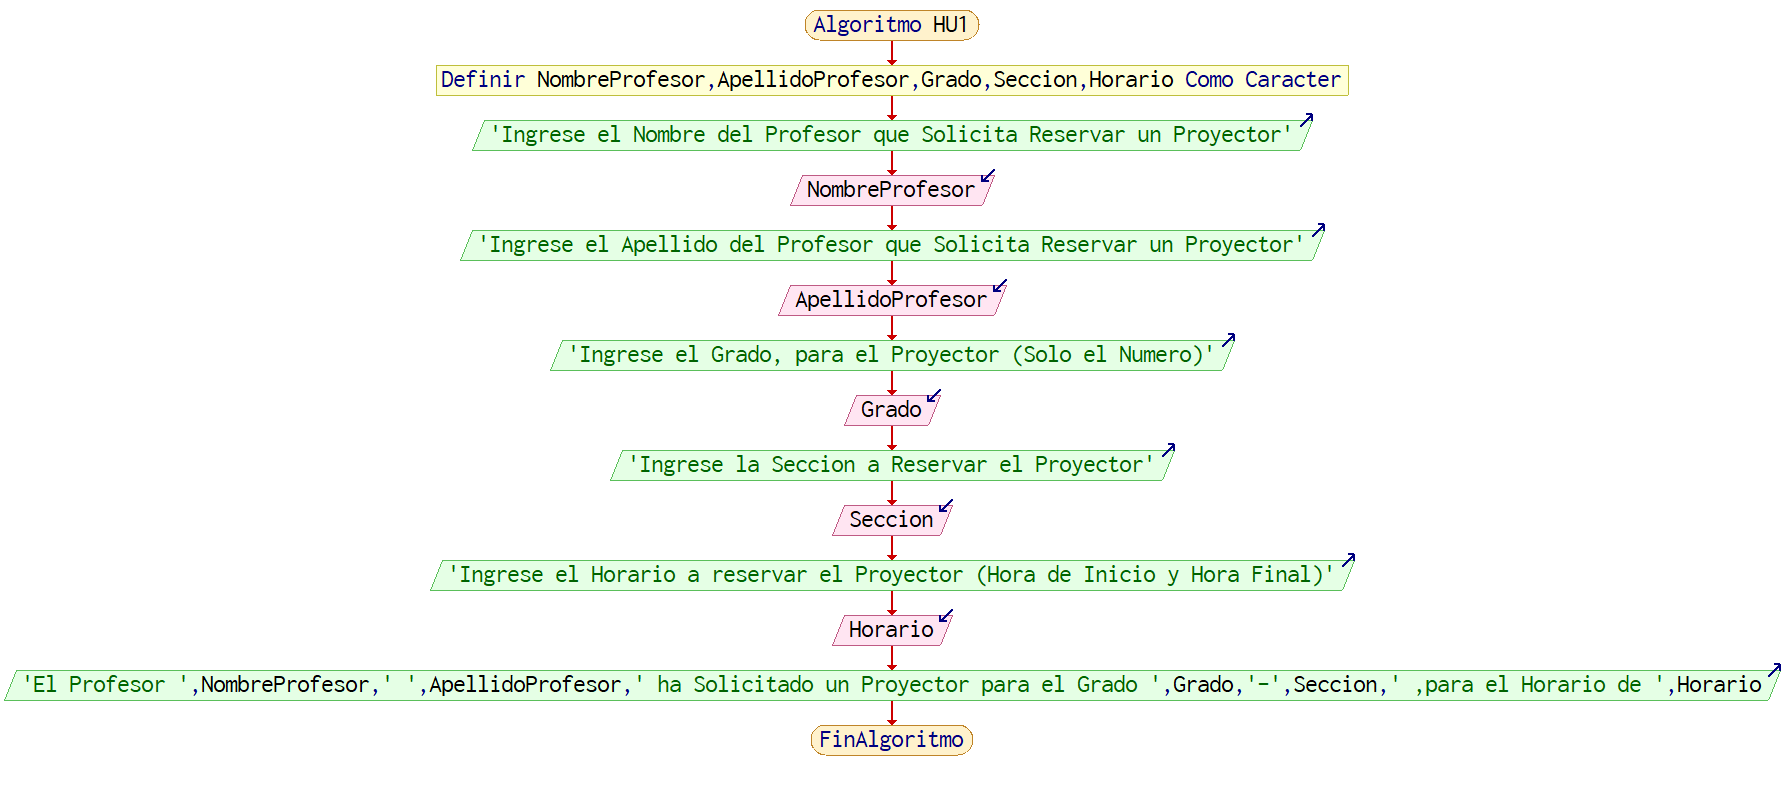 Algoritmo HU1
Definir NombreProfesor,ApellidoProfesor,Grado,Seccion,Horario Como Caracter
'Ingrese el Nombre del Profesor que Solicita Reservar un Proyector'
NombreProfesor
'Ingrese el Apellido del Profesor que Solicita Reservar un Proyector'
ApellidoProfesor
'Ingrese el Grado, para el Proyector (Solo el Numero)'
Grado
'Ingrese la Seccion a Reservar el Proyector'
Seccion
'Ingrese el Horario a reservar el Proyector (Hora de Inicio y Hora Final)'
Horario
'El Profesor ',NombreProfesor,' ',ApellidoProfesor,' ha Solicitado un Proyector para el Grado ',Grado,'-',Seccion,' ,para el Horario de ',Horario
FinAlgoritmo